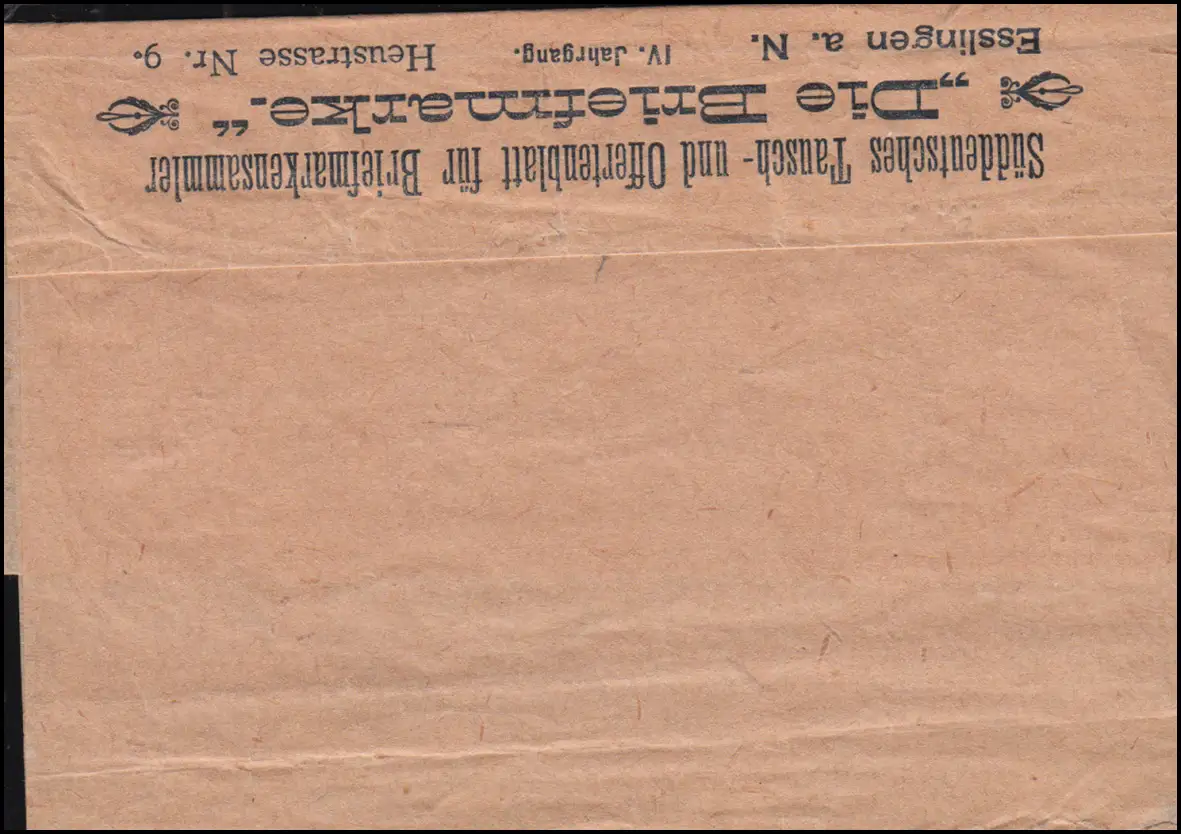 Süddeutsches Tausch- und Offertenblatt für Briefmarkensammler
„Die Briefmarke.“
Esslingen a. N. IV. Jahrgang. Heustrasse Nr. 9.